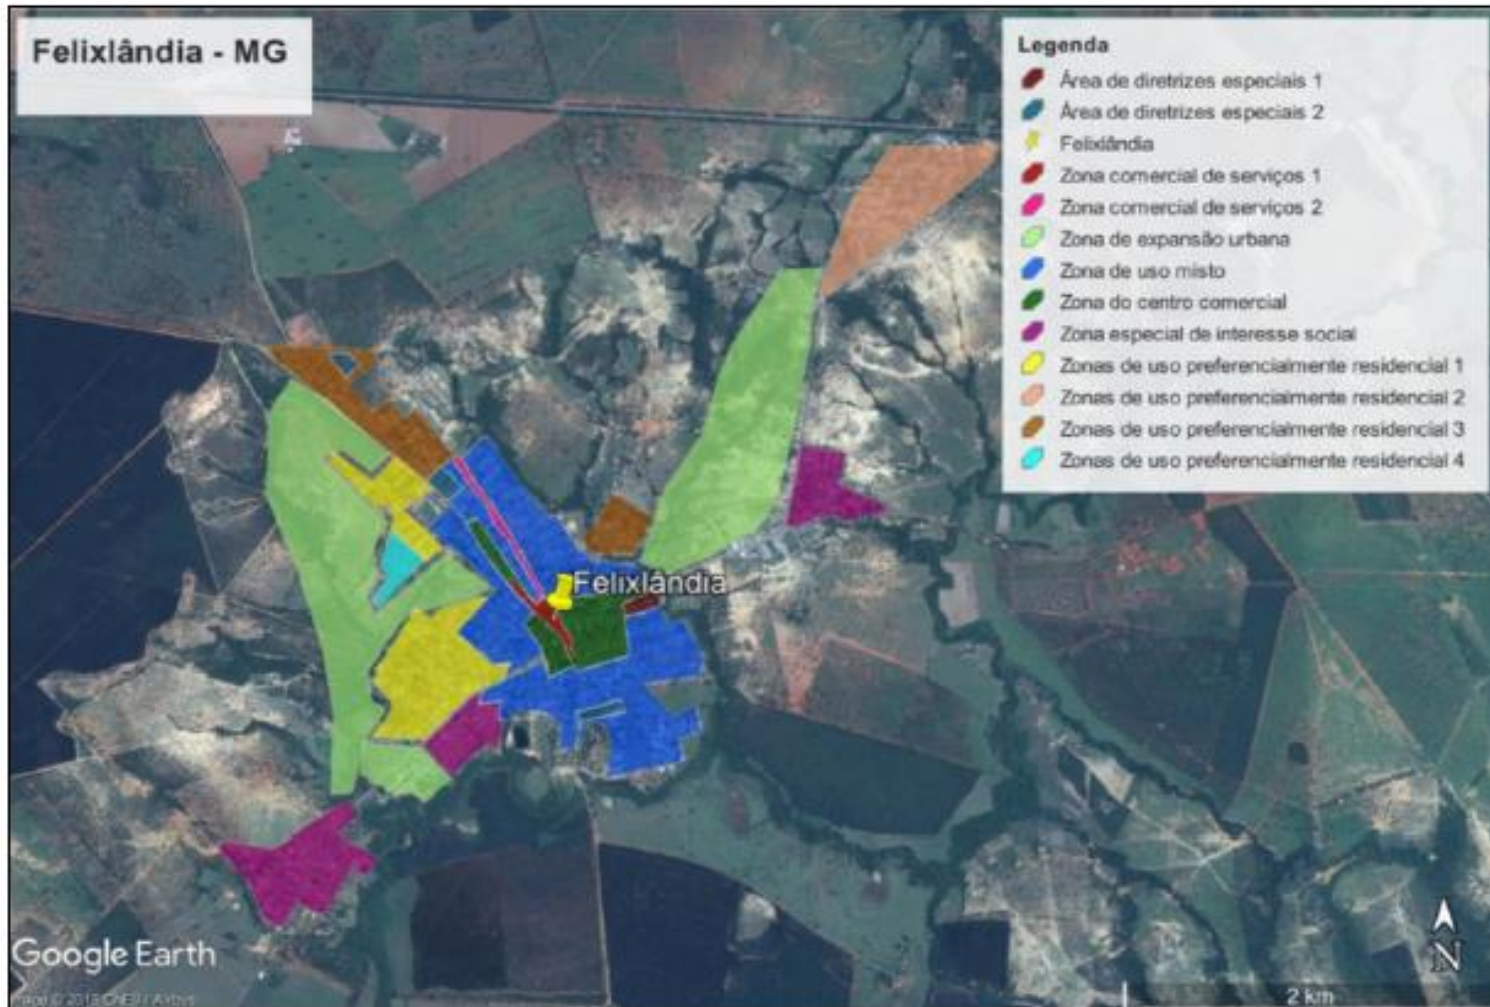 Felixlândia - MG
Legenda
Área de diretrizes especiais 1
Área de diretrizes especiais 2
Felixlândia
Zona comercial de serviços 1
Zona comercial de serviços 2
Zona de expansão urbana
Zona de uso misto
Zona do centro comercial
Zona especial de interesse social
Zonas de uso preferencialmente residencial 1
Zonas de uso preferencialmente residencial 2
Zonas de uso preferencialmente residencial 3
Zonas de uso preferencialmente residencial 4
Felixlândia
Google Earth
N
2 km